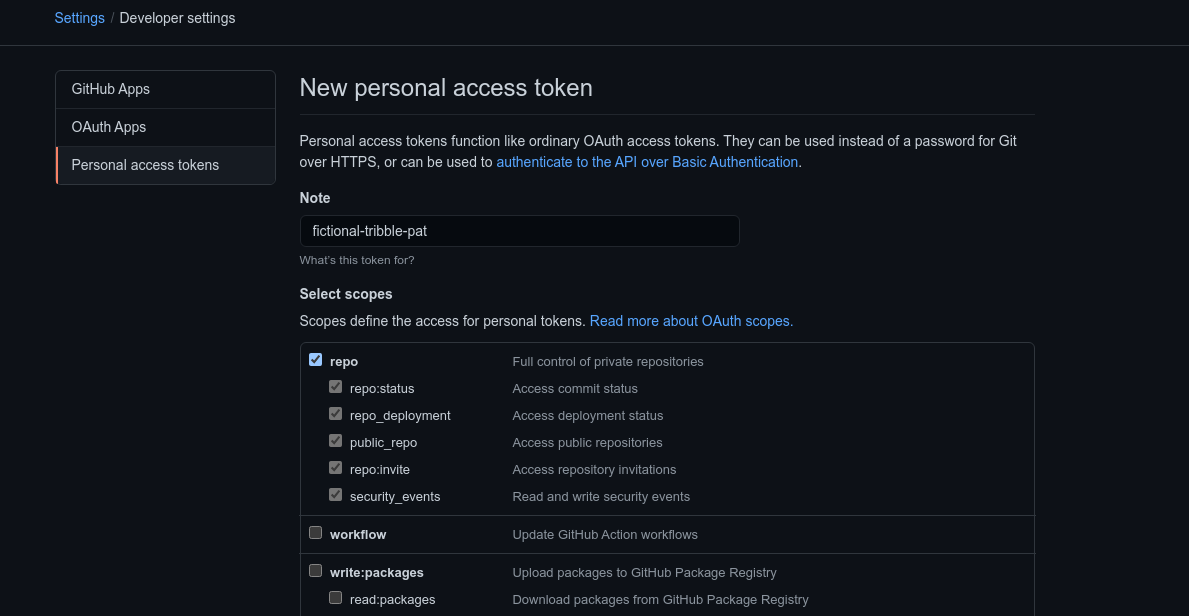 Settings / Developer settings
GitHub Apps
OAuth Apps
Personal access tokens
New personal access token
Personal access tokens function like ordinary OAuth access tokens. They can be used instead of a password for Git
over HTTPS, or can be used to authenticate to the API over Basic Authentication.
Note
fictional-tribble-pat
What's this token for?
Select scopes
Scopes define the access for personal tokens. Read more about OAuth scopes.
repo Full control of private repositories
repo:status Access commit status
repo_deployment Access deployment status
public_repo Access public repositories
repo:invite Access repository invitations
security_events Read and write security events
workflow Update GitHub Action workflows
write:packages Upload packages to GitHub Package Registry
read:packages Download packages from GitHub Package Registry